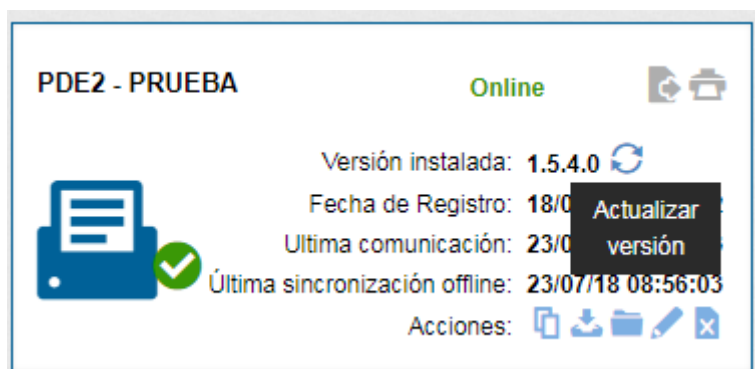 PDE2 - PRUEBA Online
Versión instalada: 1.5.4.0
Fecha de Registro: 18/0
Ultima comunicación: 23/0
Última sincronización offline: 23/07/18 08:56:03
Acciones:
Actualizar
versión